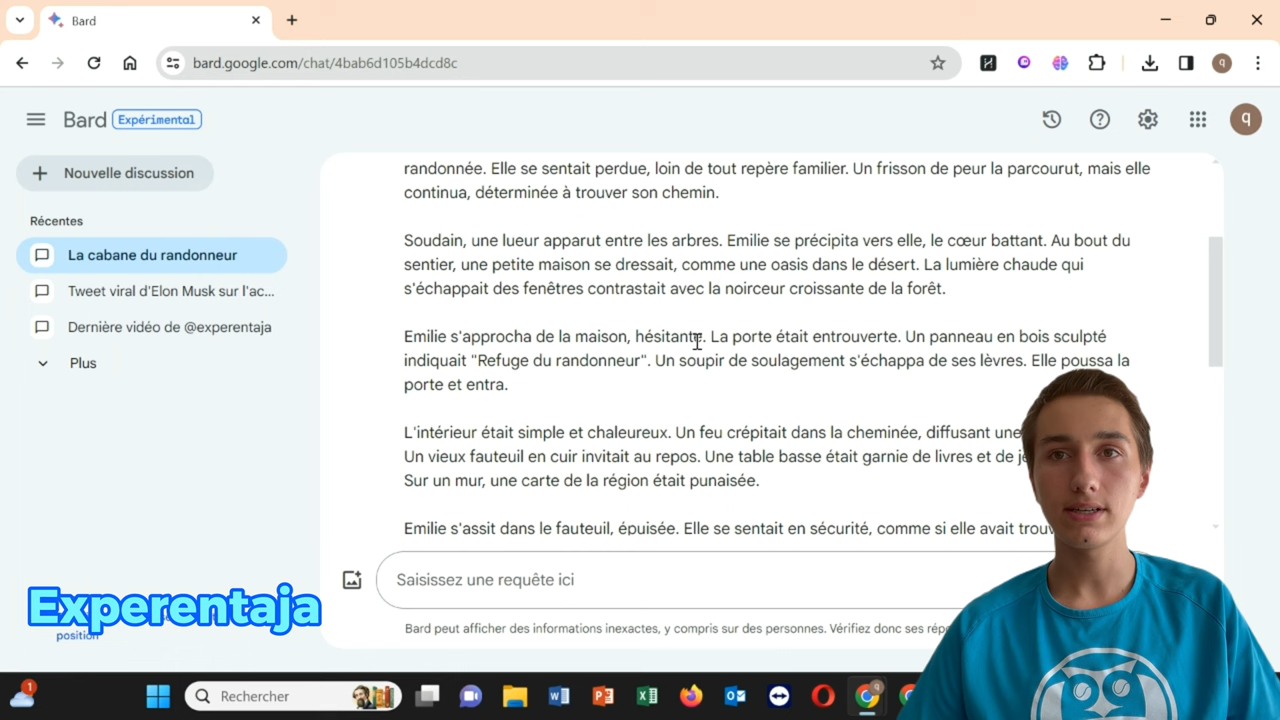 Bard
bard.google.com/chat/4bab6d105b4dcd8c
q
Bard Expérimental
q
Nouvelle discussion
Récentes
La cabane du randonneur
Tweet viral d'Elon Musk sur l'ac...
Dernière vidéo de @experentaja
Plus
randonnée. Elle se sentait perdue, loin de tout repère familier. Un frisson de peur la parcourut, mais elle
continua, déterminée à trouver son chemin.
Soudain, une lueur apparut entre les arbres. Emilie se précipita vers elle, le cœur battant. Au bout du
sentier, une petite maison se dressait, comme une oasis dans le désert. La lumière chaude qui
s'échappait des fenêtres contrastait avec la noirceur croissante de la forêt.
Emilie s'approcha de la maison, hésitante. La porte était entrouverte. Un panneau en bois sculpté
indiquait "Refuge du randonneur". Un soupir de soulagement s'échappa de ses lèvres. Elle poussa la
porte et entra.
L'intérieur était simple et chaleureux. Un feu crépitait dans la cheminée, diffusant une
Un vieux fauteuil en cuir invitait au repos. Une table basse était garnie de livres et de je
Sur un mur, une carte de la région était punaisée.
Emilie s'assit dans le fauteuil, épuisée. Elle se sentait en sécurité, comme si elle avait trouv
Saisissez une requête ici
Bard peut afficher des informations inexactes, y compris sur des personnes. Vérifiez donc ses répo
Experentaja
position
1
Rechercher